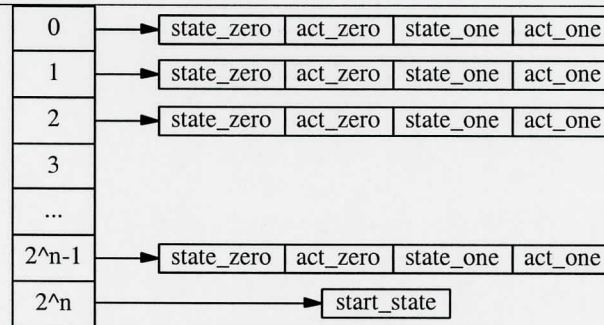 0 state_zero act_zero state_one act_one
1 state_zero act_zero state_one act_one
2 state_zero act_zero state_one act_one
3
...
2^n-1 state_zero act_zero state_one act_one
2^n start_state